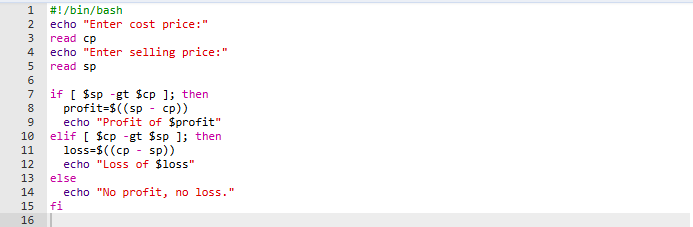 1 #!/bin/bash
2 echo "Enter cost price:"
3 read cp
4 echo "Enter selling price:"
5 read sp
6
7 if [ $sp -gt $cp ]; then
8   profit=$((sp - cp))
9   echo "Profit of $profit"
10 elif [ $cp -gt $sp ]; then
11   loss=$((cp - sp))
12   echo "Loss of $loss"
13 else
14   echo "No profit, no loss."
15 fi
16